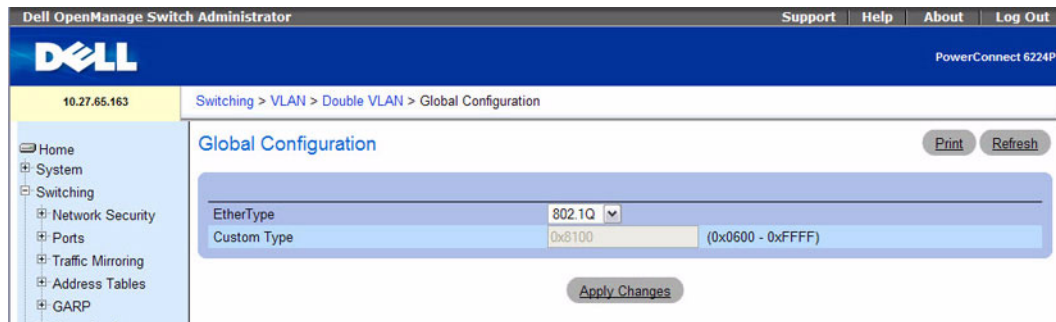 Dell OpenManage Switch Administrator Support Help About Log Out
DELL
PowerConnect 6224P
10.27.65.163 Switching > VLAN > Double VLAN > Global Configuration
Home
System
Switching
Network Security
Ports
Traffic Mirroring
Address Tables
GARP
Global Configuration Print Refresh
EtherType 802.1Q
Custom Type 0x8100 (0x0600 - 0xFFFF)
Apply Changes